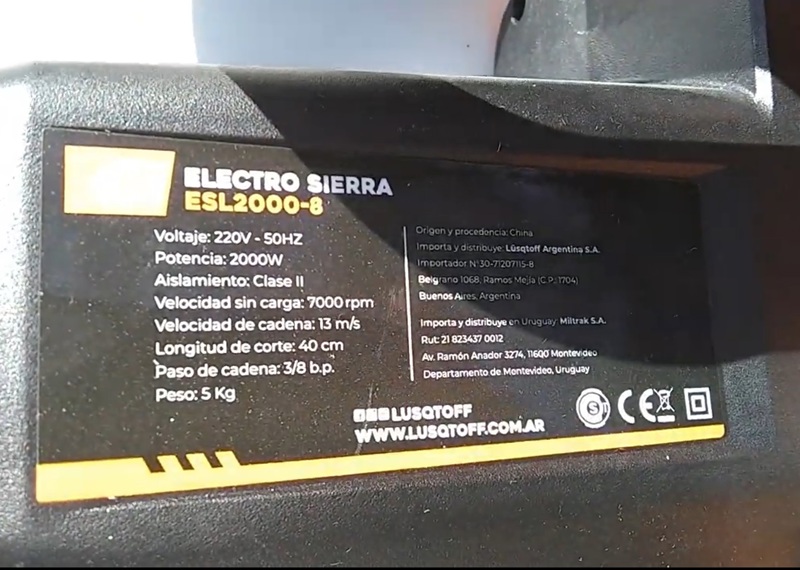 ELECTRO SIERRA
ESL2000-8
Voltaje: 220V - 50HZ
Potencia: 2000W
Aislamiento: Clase II
Velocidad sin carga: 7000 rpm
Velocidad de cadena: 13 m/s
Longitud de corte: 40 cm
Paso de cadena: 3/8 b.p.
Peso: 5 Kg
Origen y procedencia: China
Importa y distribuye: Lüsqtoff Argentina S.A.
Importador N°30-71207115-8
Belgrano 1068, Ramos Mejía (C.P.:1704)
Buenos Aires, Argentina
Importa y distribuye en Uruguay: Miltrak S.A.
Rut: 21 823437 0012
Av. Ramón Anador 3274, 11600 Montevideo
Departamento de Montevideo, Uruguay
LUSQTOFF
WWW.LUSQTOFF.COM.AR
S CE